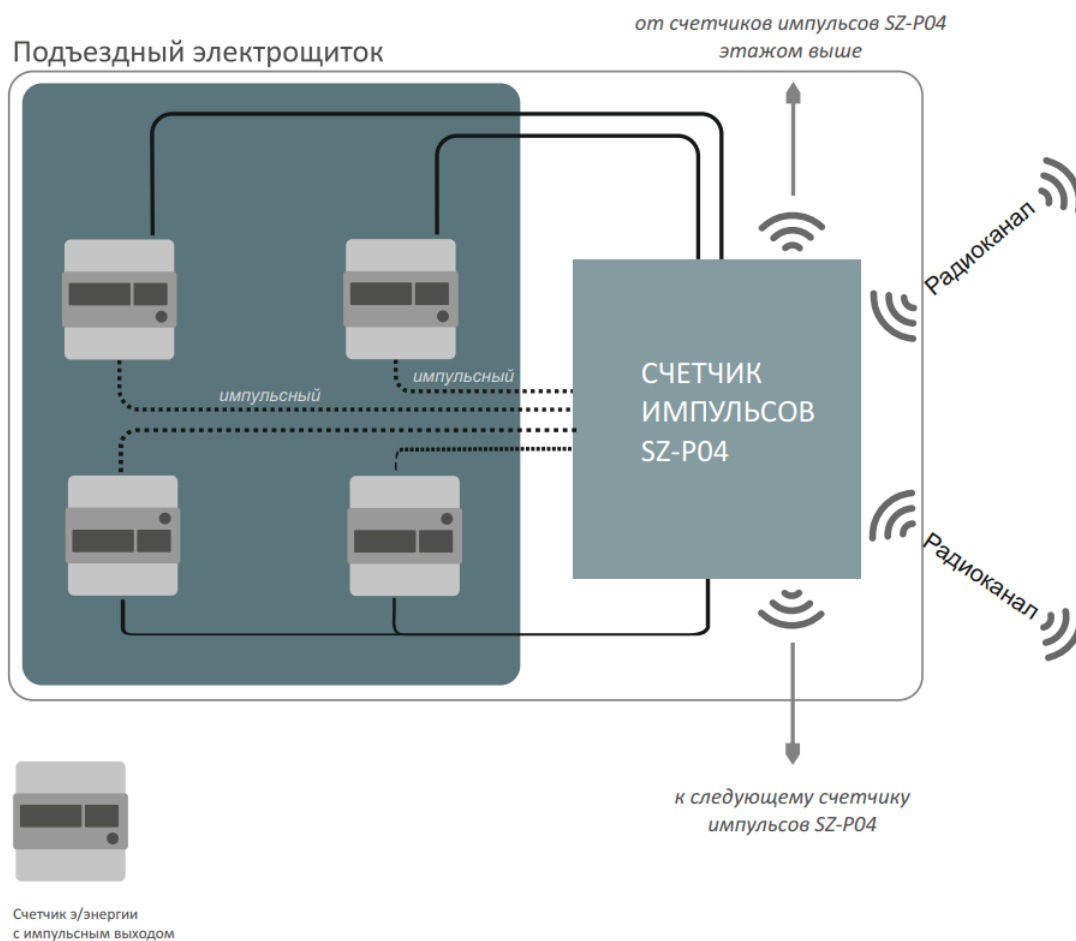 от счетчиков импульсов SZ-P04
этажом выше
Подъездный электрощиток
Радиоканал
импульсный
импульсный
СЧЕТЧИК
ИМПУЛЬСОВ
SZ-P04
Радиоканал
к следующему счетчику
импульсов SZ-P04
Счетчик э/энергии
с импульсным выходом